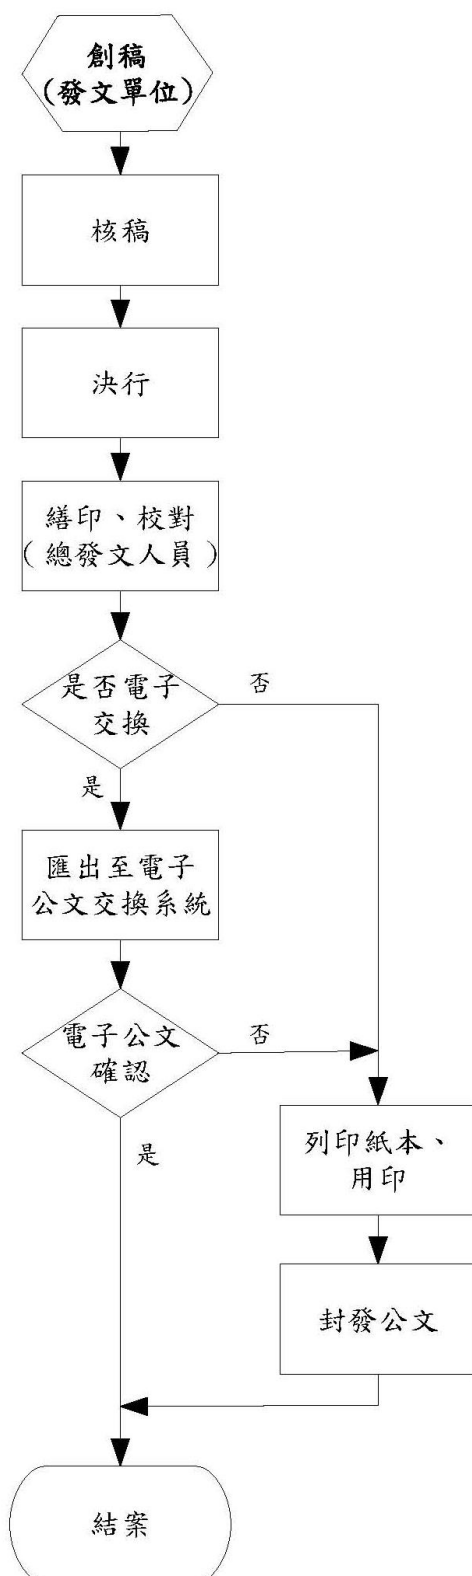 創稿
(發文單位)
核稿
決行
繕印、校對
(總發文人員)
是否電子
交換
否
是
匯出至電子
公文交換系統
電子公文
確認
否
是
列印紙本、
用印
封發公文
結案